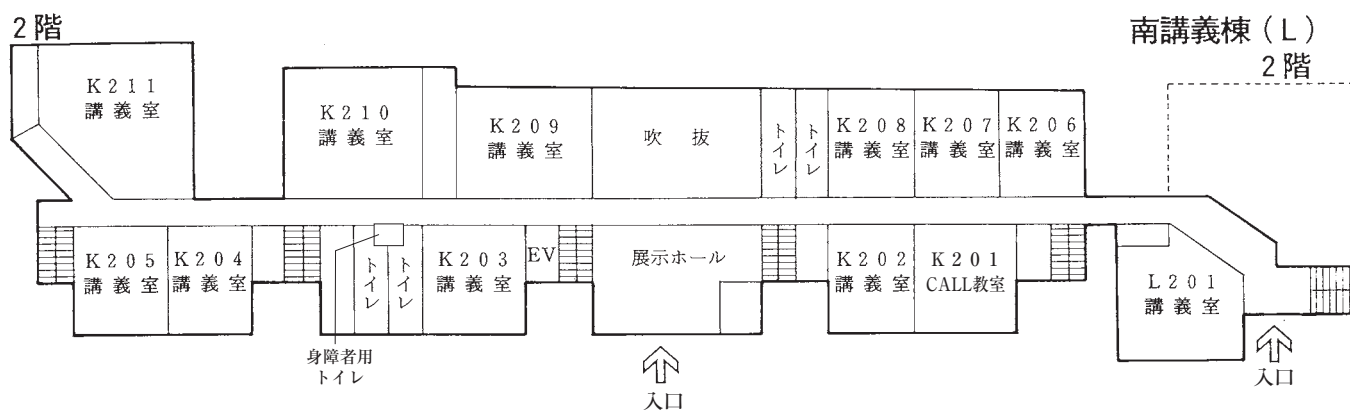 2階
南講義棟(L)
2階
K211
講義室
K210
講義室
K209
講義室
吹抜
トイレ
トイレ
K208
講義室
K207
講義室
K206
講義室
K205
講義室
K204
講義室
トイレ
トイレ
K203
講義室
EV
展示ホール
K202
講義室
K201
CALL教室
L201
講義室
身障者用
トイレ
入口
入口